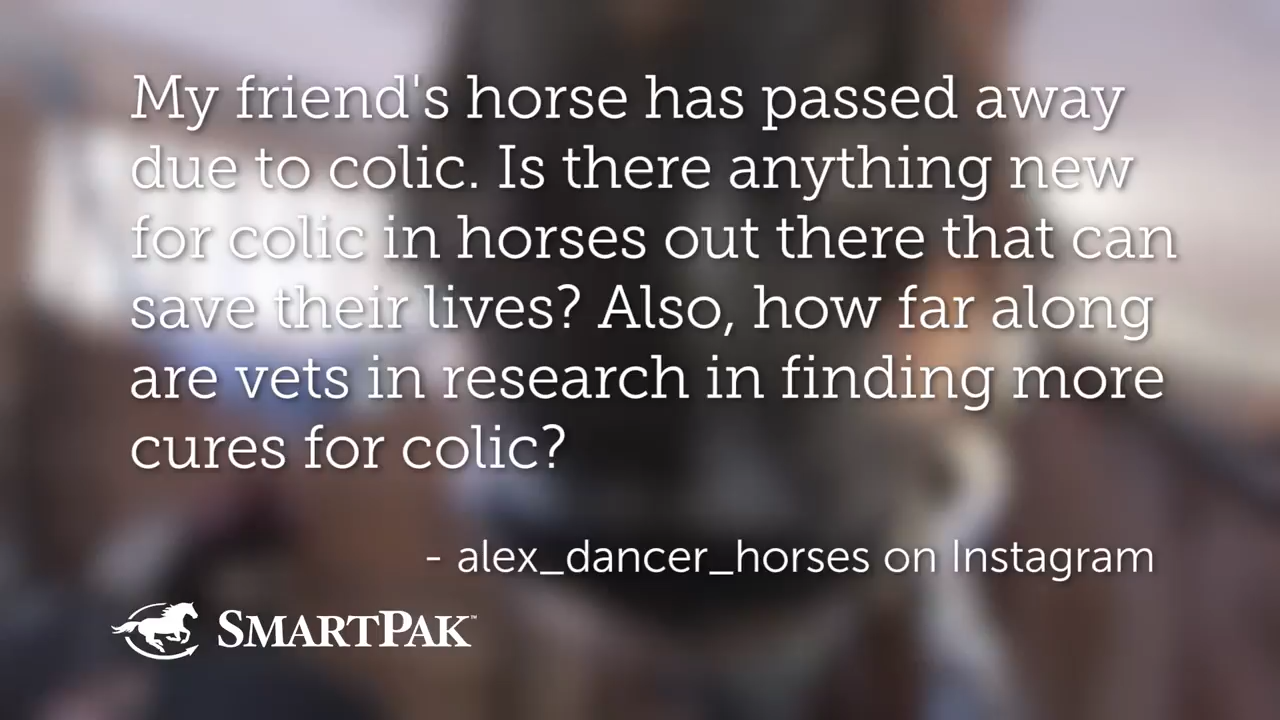 My friend's horse has passed away
due to colic. Is there anything new
for colic in horses out there that can
save their lives? Also, how far along
are vets in research in finding more
cures for colic?
- alex_dancer_horses on Instagram
SMARTPAK™